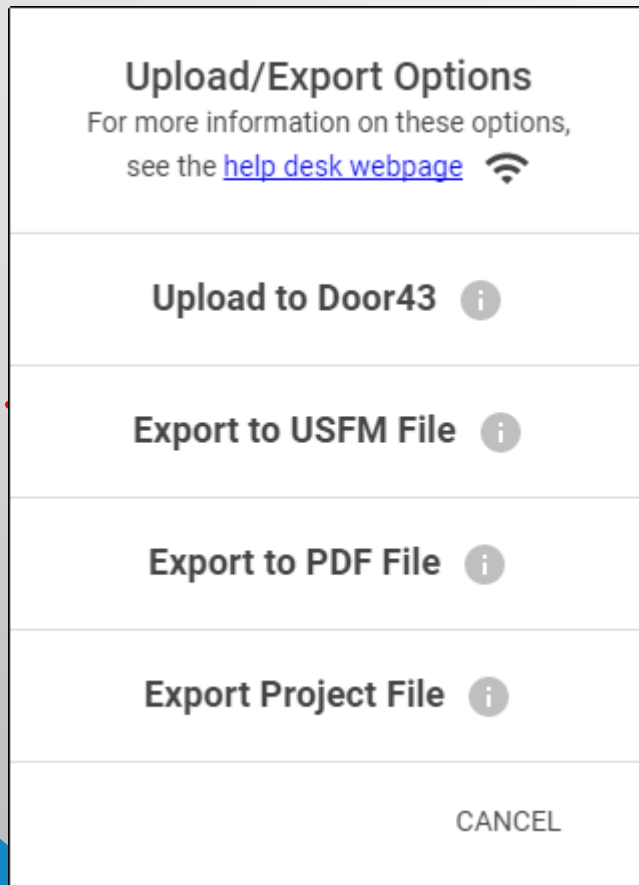 Upload/Export Options
For more information on these options,
see the help desk webpage
Upload to Door43
Export to USFM File
Export to PDF File
Export Project File
CANCEL